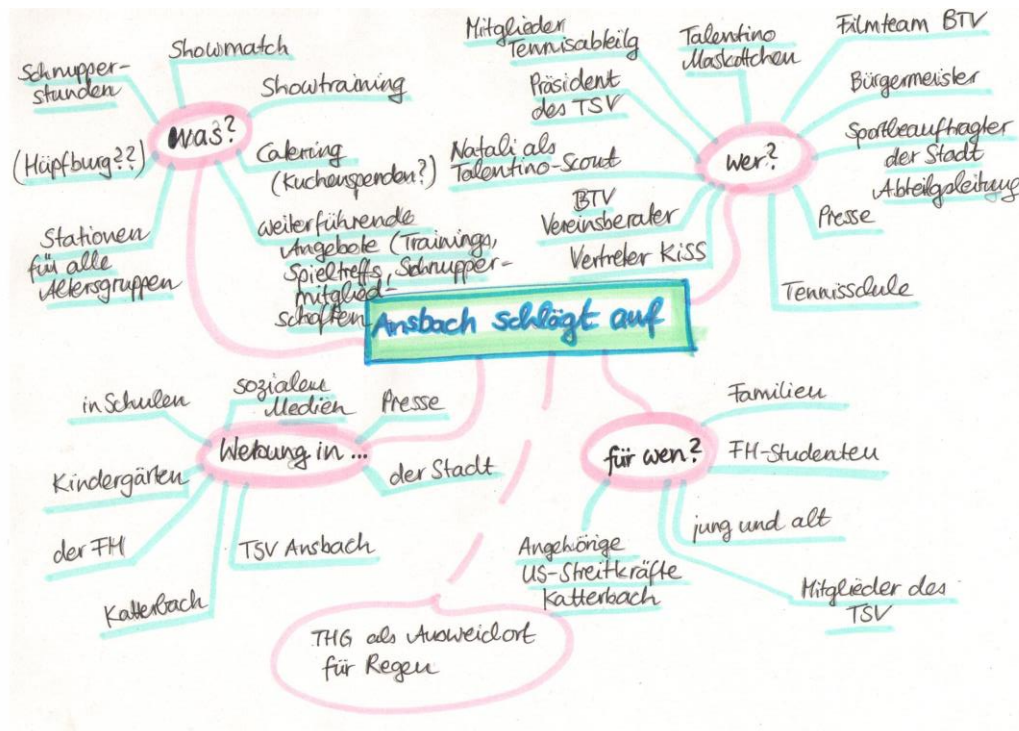 Schnupper-
stunden
Showmatch
Showtraining
was?
(Hüpfburg??)
Catering
(Kuchenspenden?)
Stationen
für alle
Altersgruppen
weiterführende
Angebote (Trainings,
Spieltreffs, Schnupper-
mitglied-
schaften
Mitglieder
Tennisabteilg
Talentino
Maskottchen
Filmteam BTV
Präsident
des TSV
Bürgermeister
wer?
Natali als
Talentino-Scout
Sportbeauftragter
der Stadt
Abteilgsleitung
BTV
Vereinsberater
Presse
Vertreter KiSS
Tennisschule
Ansbach schlägt auf
in Schulen
sozialen
Medien
Presse
Werbung in...
Kindergärten
der Stadt
der FH
TSV Ansbach
Katterbach
Familien
für wen?
FH-Studenten
jung und alt
Angehörige
US-Streitkräfte
Katterbach
Mitglieder des
TSV
THG als Ausweichort
für Regen